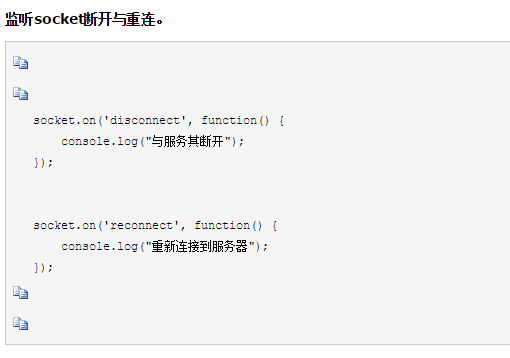 监听socket断开与重连。
socket.on('disconnect', function() {
    console.log("与服务其断开");
});
socket.on('reconnect', function() {
    console.log("重新连接到服务器");
});